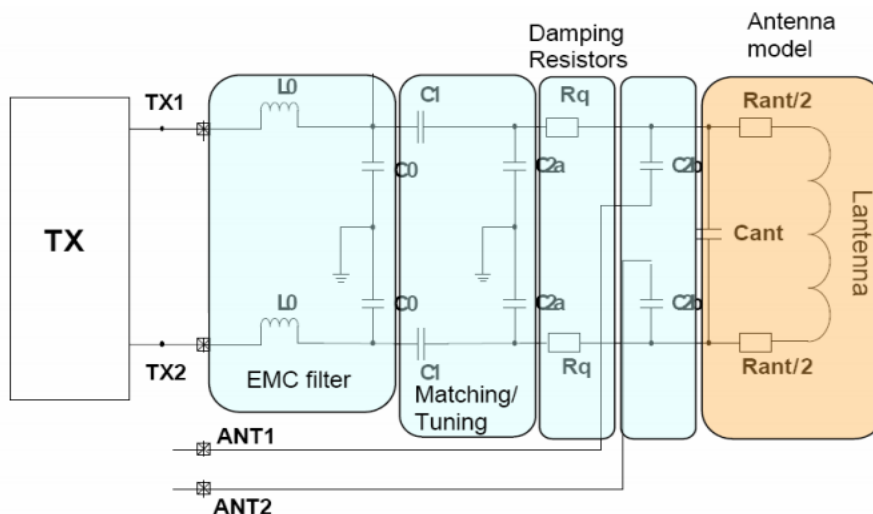 Damping
Resistors
Antenna
model
TX1
L0
C1
Rq
Rant/2
C0
C2a
C2b
TX
Cant
Lantenna
C0
C2a
C2b
L0
TX2
C1
Rq
Rant/2
EMC filter
Matching/
Tuning
ANT1
ANT2